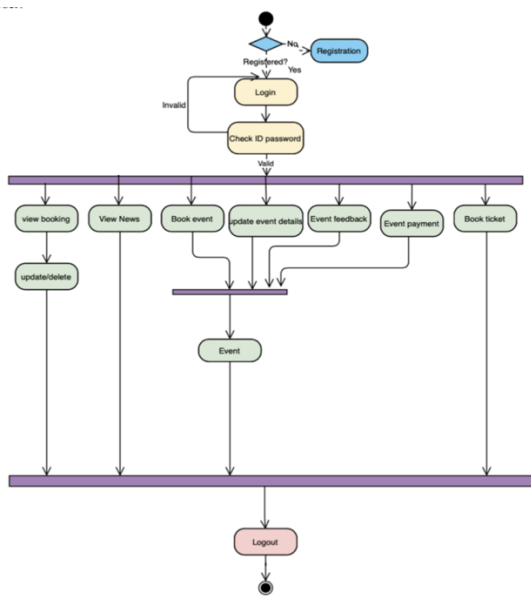 No
Registration
Registered?
Yes
Login
Invalid
Check ID password
Valid
view booking
View News
Book event
update event details
Event feedback
Event payment
Book ticket
update/delete
Event
Logout